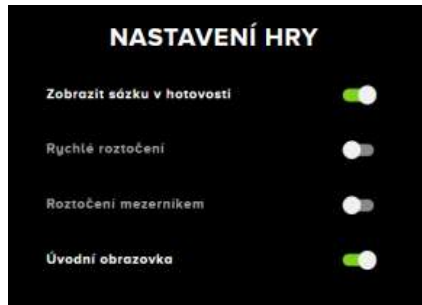 NASTAVENÍ HRY
Zobrazit sázku v hotovosti
Rychlé roztočení
Roztočení mezerníkem
Úvodní obrazovka